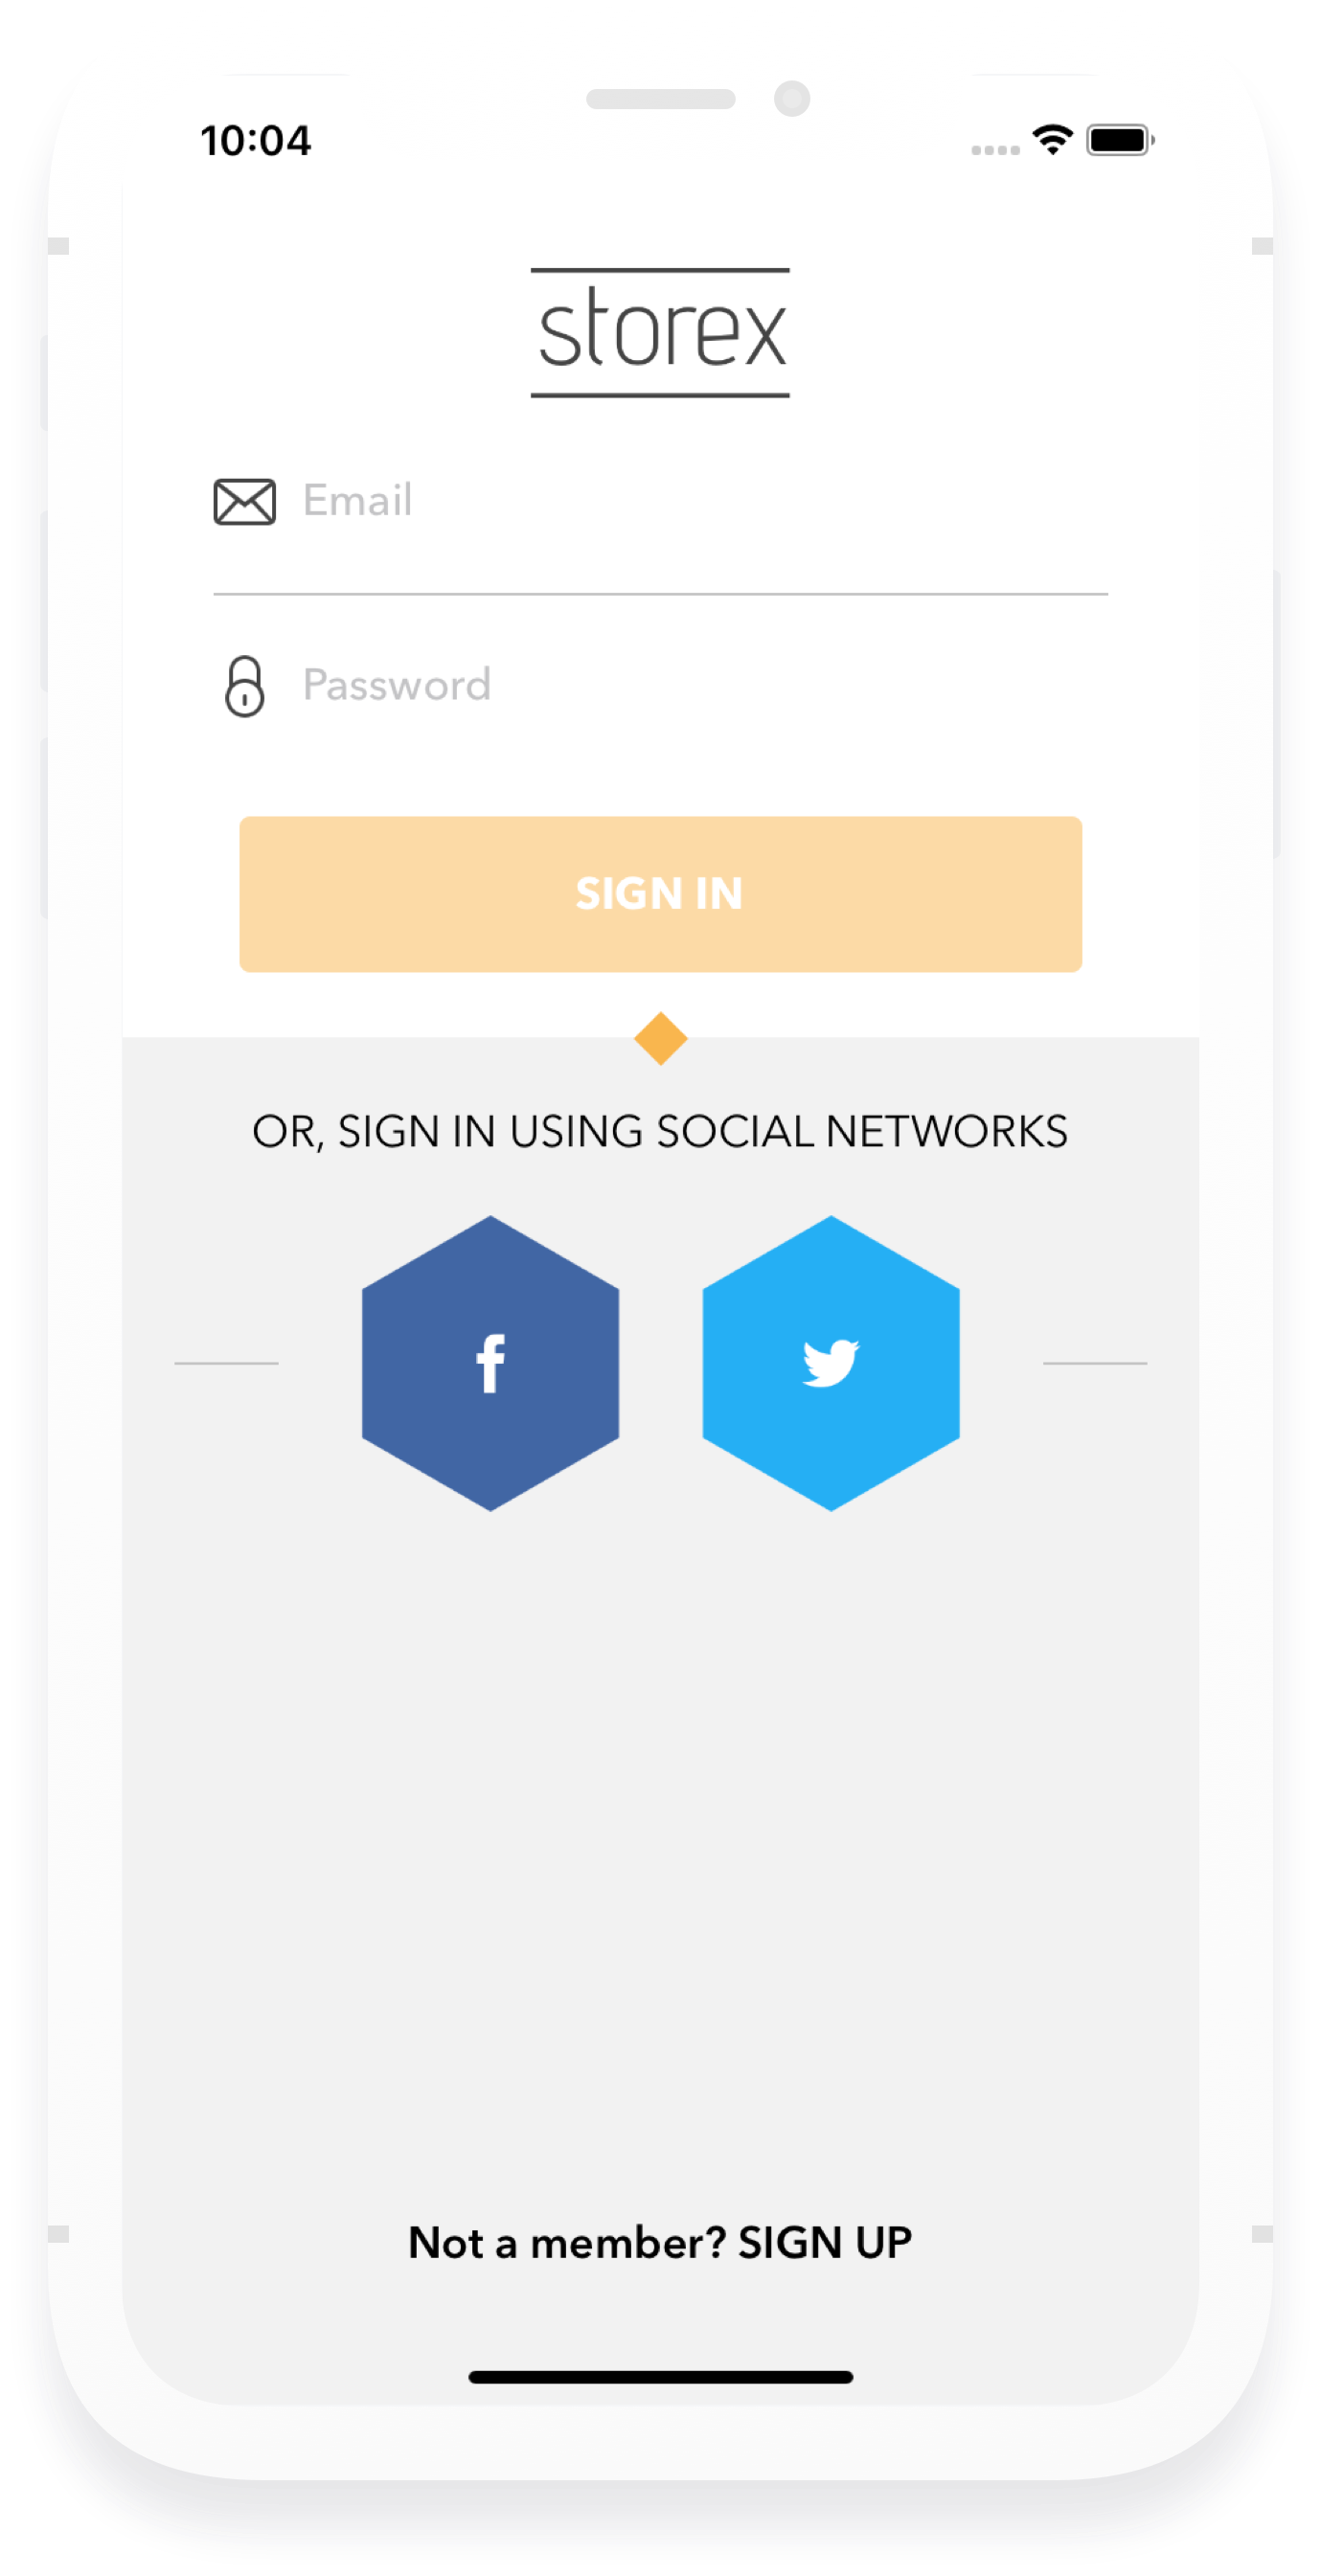 10:04
storex
Email
Password
SIGN IN
OR, SIGN IN USING SOCIAL NETWORKS
f
Not a member? SIGN UP